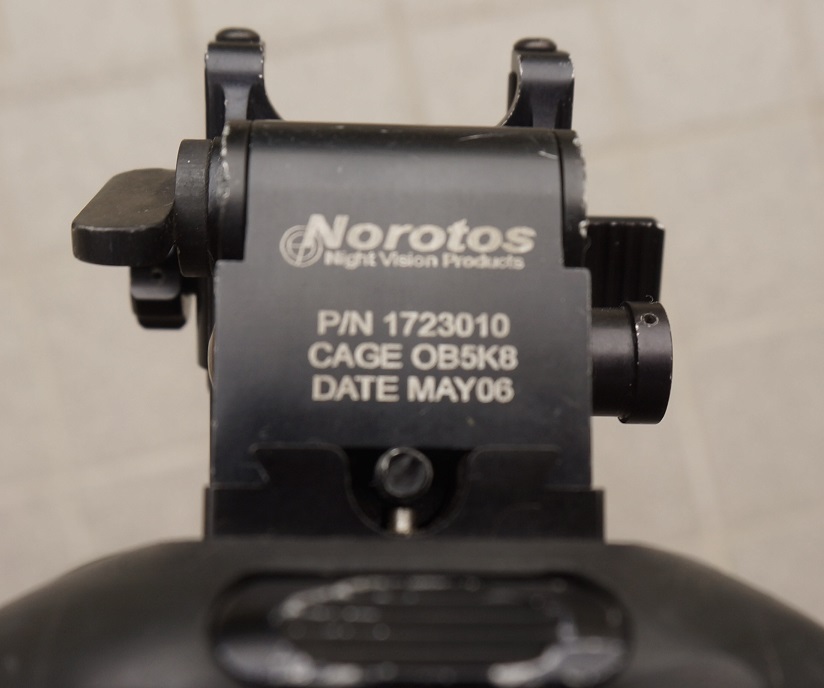 Norotos
Night Vision Products
P/N 1723010
CAGE OB5K8
DATE MAY06